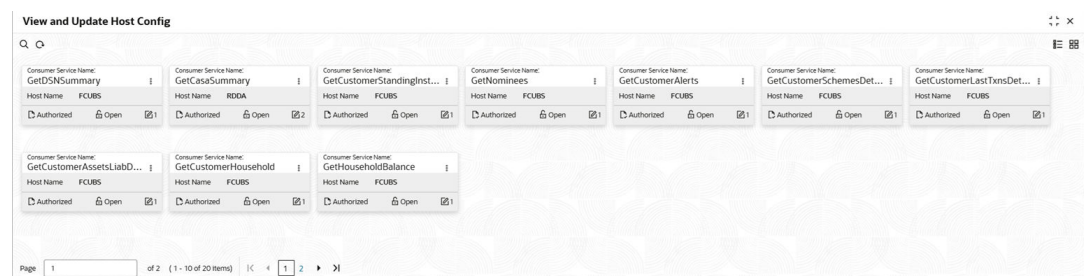 View and Update Host Config
Consumer Service Name:
GetDSNSummary
Host Name FCUBS
Authorized Open 1
Consumer Service Name:
GetCasaSummary
Host Name RDDA
Authorized Open 2
Consumer Service Name:
GetCustomerStandingInst...
Host Name FCUBS
Authorized Open 1
Consumer Service Name:
GetNominees
Host Name FCUBS
Authorized Open 1
Consumer Service Name:
GetCustomerAlerts
Host Name FCUBS
Authorized Open 1
Consumer Service Name:
GetCustomerSchemesDet...
Host Name FCUBS
Authorized Open 1
Consumer Service Name:
GetCustomerLastTxnsDet...
Host Name FCUBS
Authorized Open 1
Consumer Service Name:
GetCustomerAssetsLiabD...
Host Name FCUBS
Authorized Open 1
Consumer Service Name:
GetCustomerHousehold
Host Name FCUBS
Authorized Open 1
Consumer Service Name:
GetHouseholdBalance
Host Name FCUBS
Authorized Open 1
Page 1 of 2 (1 - 10 of 20 items) 1 2